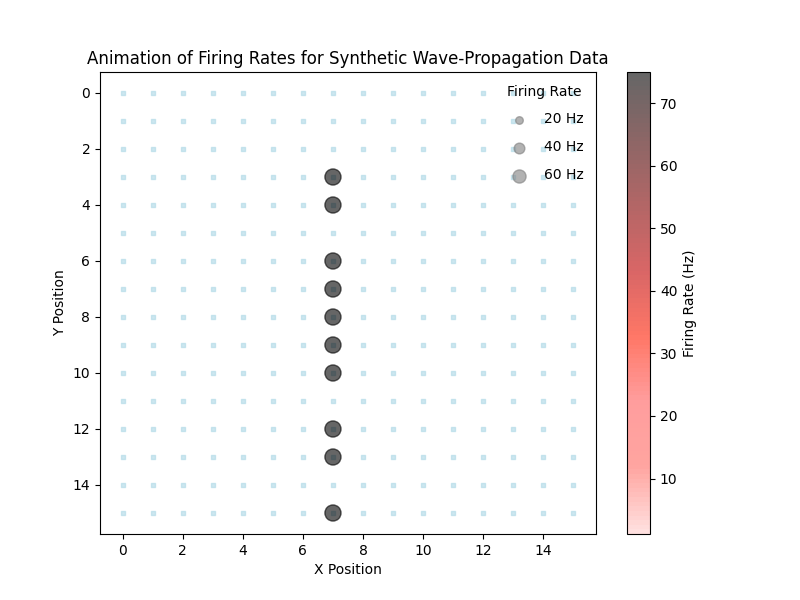 Animation of Firing Rates for Synthetic Wave-Propagation Data
Firing Rate
20 Hz
40 Hz
60 Hz
0
2
4
6
8
10
12
14
Y Position
0 2 4 6 8 10 12 14
X Position
70
60
50
40
30
20
10
Firing Rate (Hz)